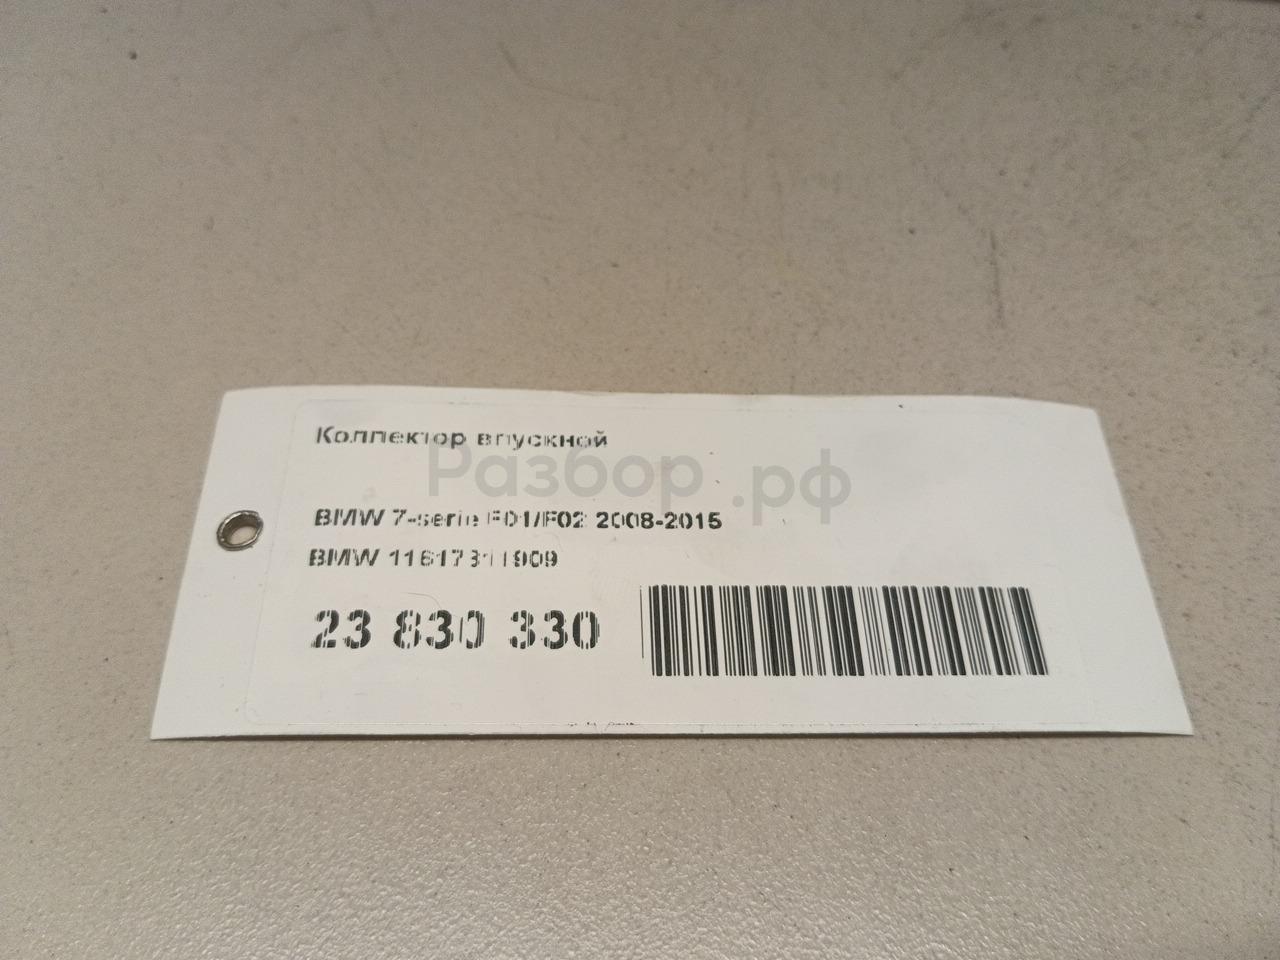 Коллектор впускной
Разбор.рф
BMW 7-serie F01/F02 2008-2015
BMW 11617811909
23 830 330